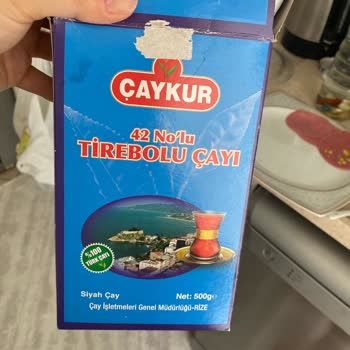 ÇAYKUR
42 No'lu
TİREBOLU ÇAYI
%100
TÜRK ÇAYI
Siyah Çay
Net: 500g℮
Çay İşletmeleri Genel Müdürlüğü-RİZE